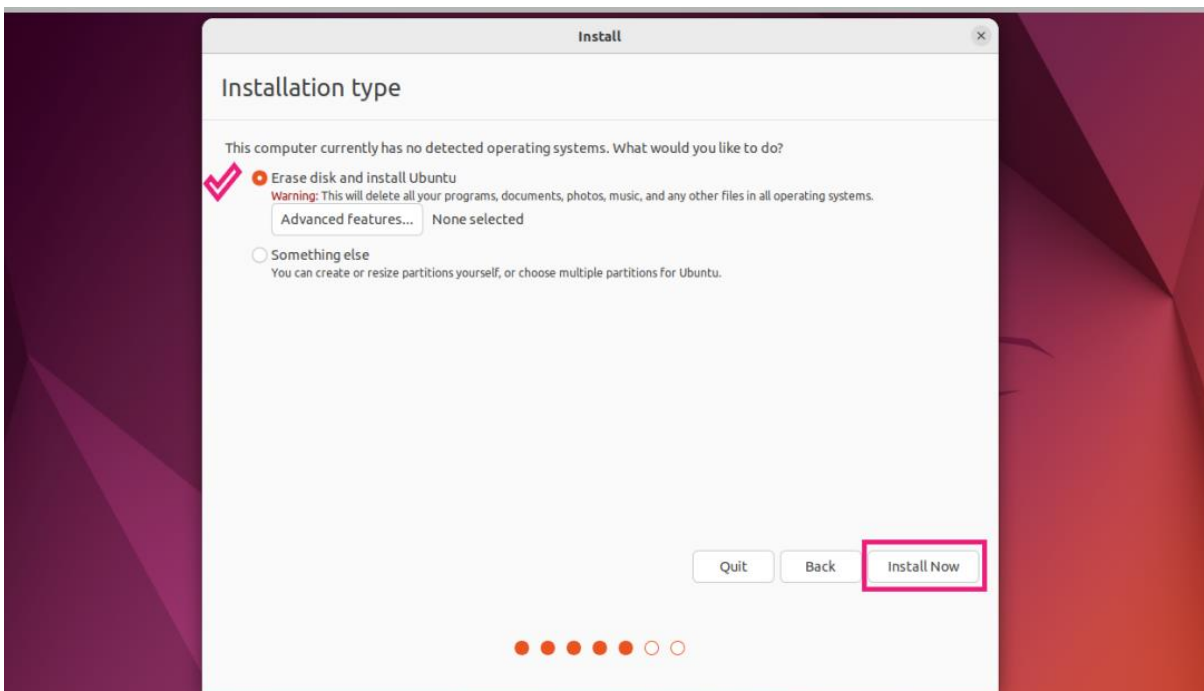 Install
Installation type
This computer currently has no detected operating systems. What would you like to do?
Erase disk and install Ubuntu
Warning: This will delete all your programs, documents, photos, music, and any other files in all operating systems.
Advanced features... None selected
Something else
You can create or resize partitions yourself, or choose multiple partitions for Ubuntu.
Quit Back Install Now